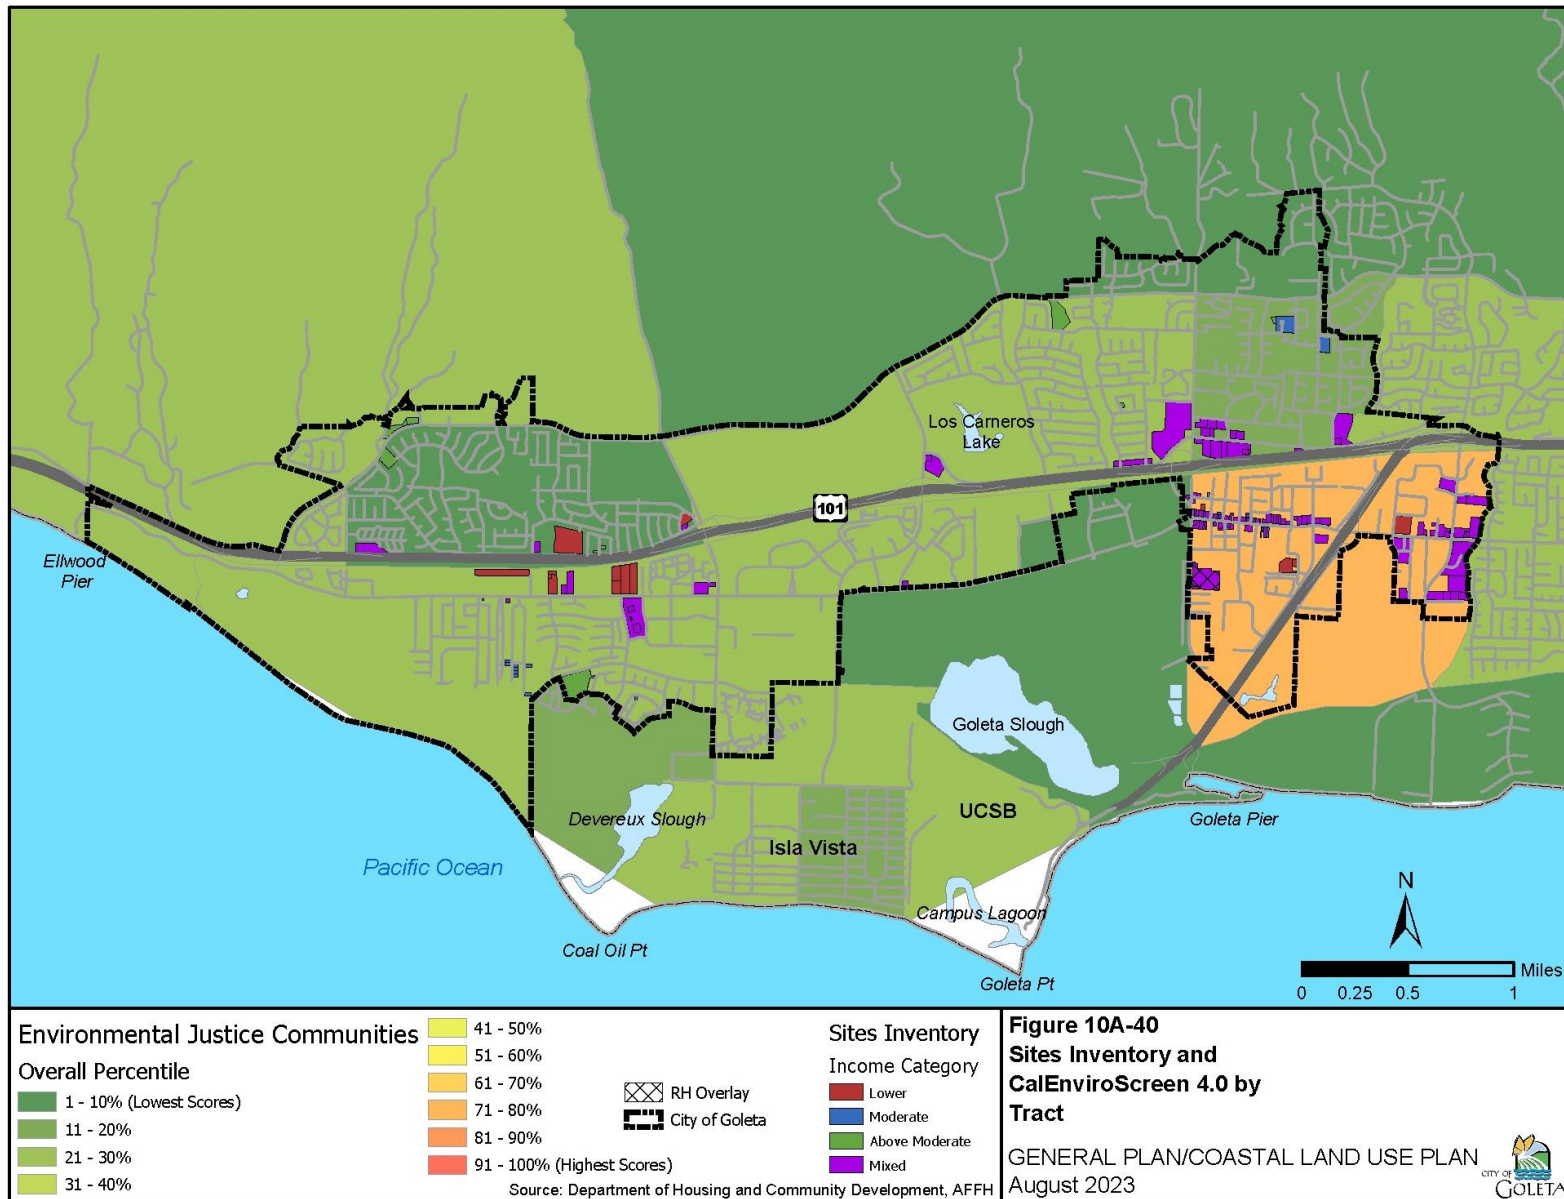 Los Carneros
Lake
101
Ellwood
Pier
Goleta Slough
Devereux Slough
UCSB
Goleta Pier
Isla Vista
Pacific Ocean
Campus Lagoon
N
Coal Oil Pt
Goleta Pt
Miles
0 0.25 0.5 1
Environmental Justice Communities
Overall Percentile
1 - 10% (Lowest Scores)
11 - 20%
21 - 30%
31 - 40%
41 - 50%
51 - 60%
61 - 70%
71 - 80%
81 - 90%
91 - 100% (Highest Scores)
RH Overlay
City of Goleta
Sites Inventory
Income Category
Lower
Moderate
Above Moderate
Mixed
Source: Department of Housing and Community Development, AFFH
Figure 10A-40
Sites Inventory and
CalEnviroScreen 4.0 by
Tract
GENERAL PLAN/COASTAL LAND USE PLAN
August 2023
CITY OF
GOLETA